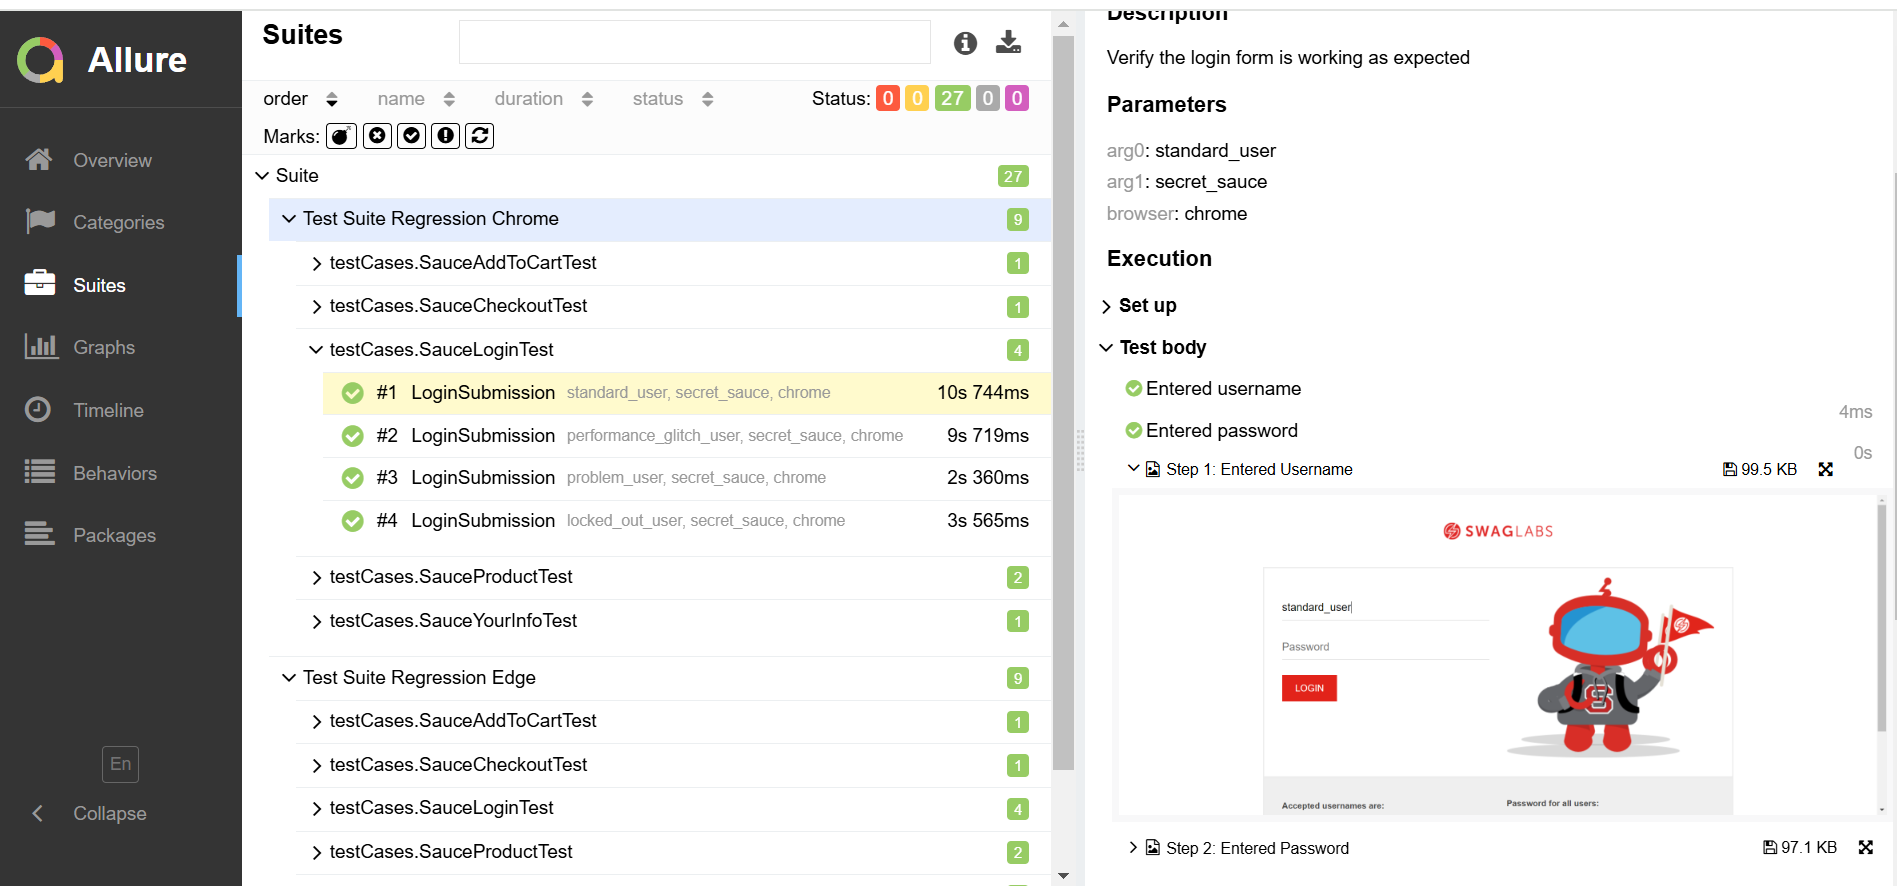 Allure
Overview
Categories
Suites
Graphs
Timeline
Behaviors
Packages
En
Collapse
Suites
order name duration status Status: 0 0 27 0 0
Marks:
Suite 27
Test Suite Regression Chrome 9
testCases.SauceAddToCartTest 1
testCases.SauceCheckoutTest 1
testCases.SauceLoginTest 4
#1 LoginSubmission standard_user, secret_sauce, chrome 10s 744ms
#2 LoginSubmission performance_glitch_user, secret_sauce, chrome 9s 719ms
#3 LoginSubmission problem_user, secret_sauce, chrome 2s 360ms
#4 LoginSubmission locked_out_user, secret_sauce, chrome 3s 565ms
testCases.SauceProductTest 2
testCases.SauceYourInfoTest 1
Test Suite Regression Edge 9
testCases.SauceAddToCartTest 1
testCases.SauceCheckoutTest 1
testCases.SauceLoginTest 4
testCases.SauceProductTest 2
Description
Verify the login form is working as expected
Parameters
arg0: standard_user
arg1: secret_sauce
browser: chrome
Execution
Set up
Test body
Entered username
4ms
Entered password
0s
Step 1: Entered Username 99.5 KB
SWAGLABS
standard_user
Password
LOGIN
S
Accepted usernames are: Password for all users:
Step 2: Entered Password 97.1 KB